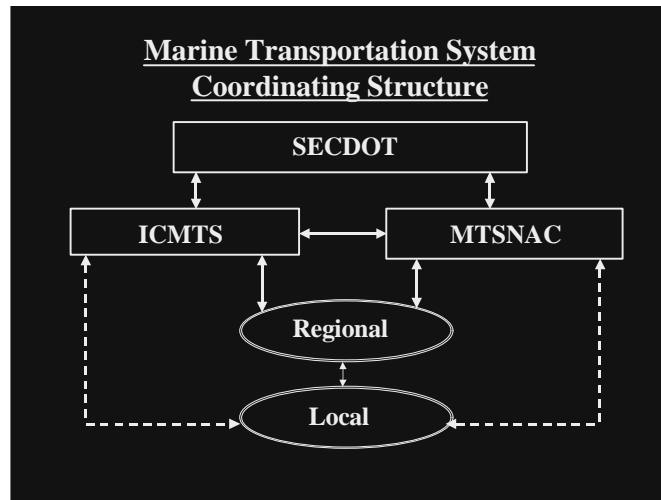 Marine Transportation System
Coordinating Structure
SECDOT
ICMTS
MTSNAC
Regional
Local